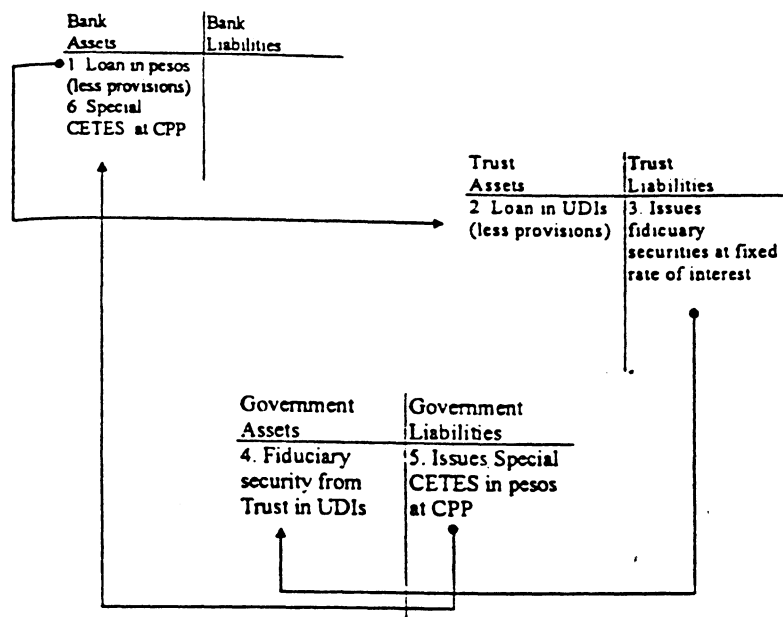 Bank
Assets
Bank
Liabilities
1 Loan in pesos
(less provisions)
6 Special
CETES at CPP
Trust
Assets
Trust
Liabilities
2 Loan in UDIs
(less provisions)
3. Issues
fidicuary
securities at fixed
rate of interest
Government
Assets
Government
Liabilities
4. Fiduciary
security from
Trust in UDIs
5. Issues Special
CETES in pesos
at CPP